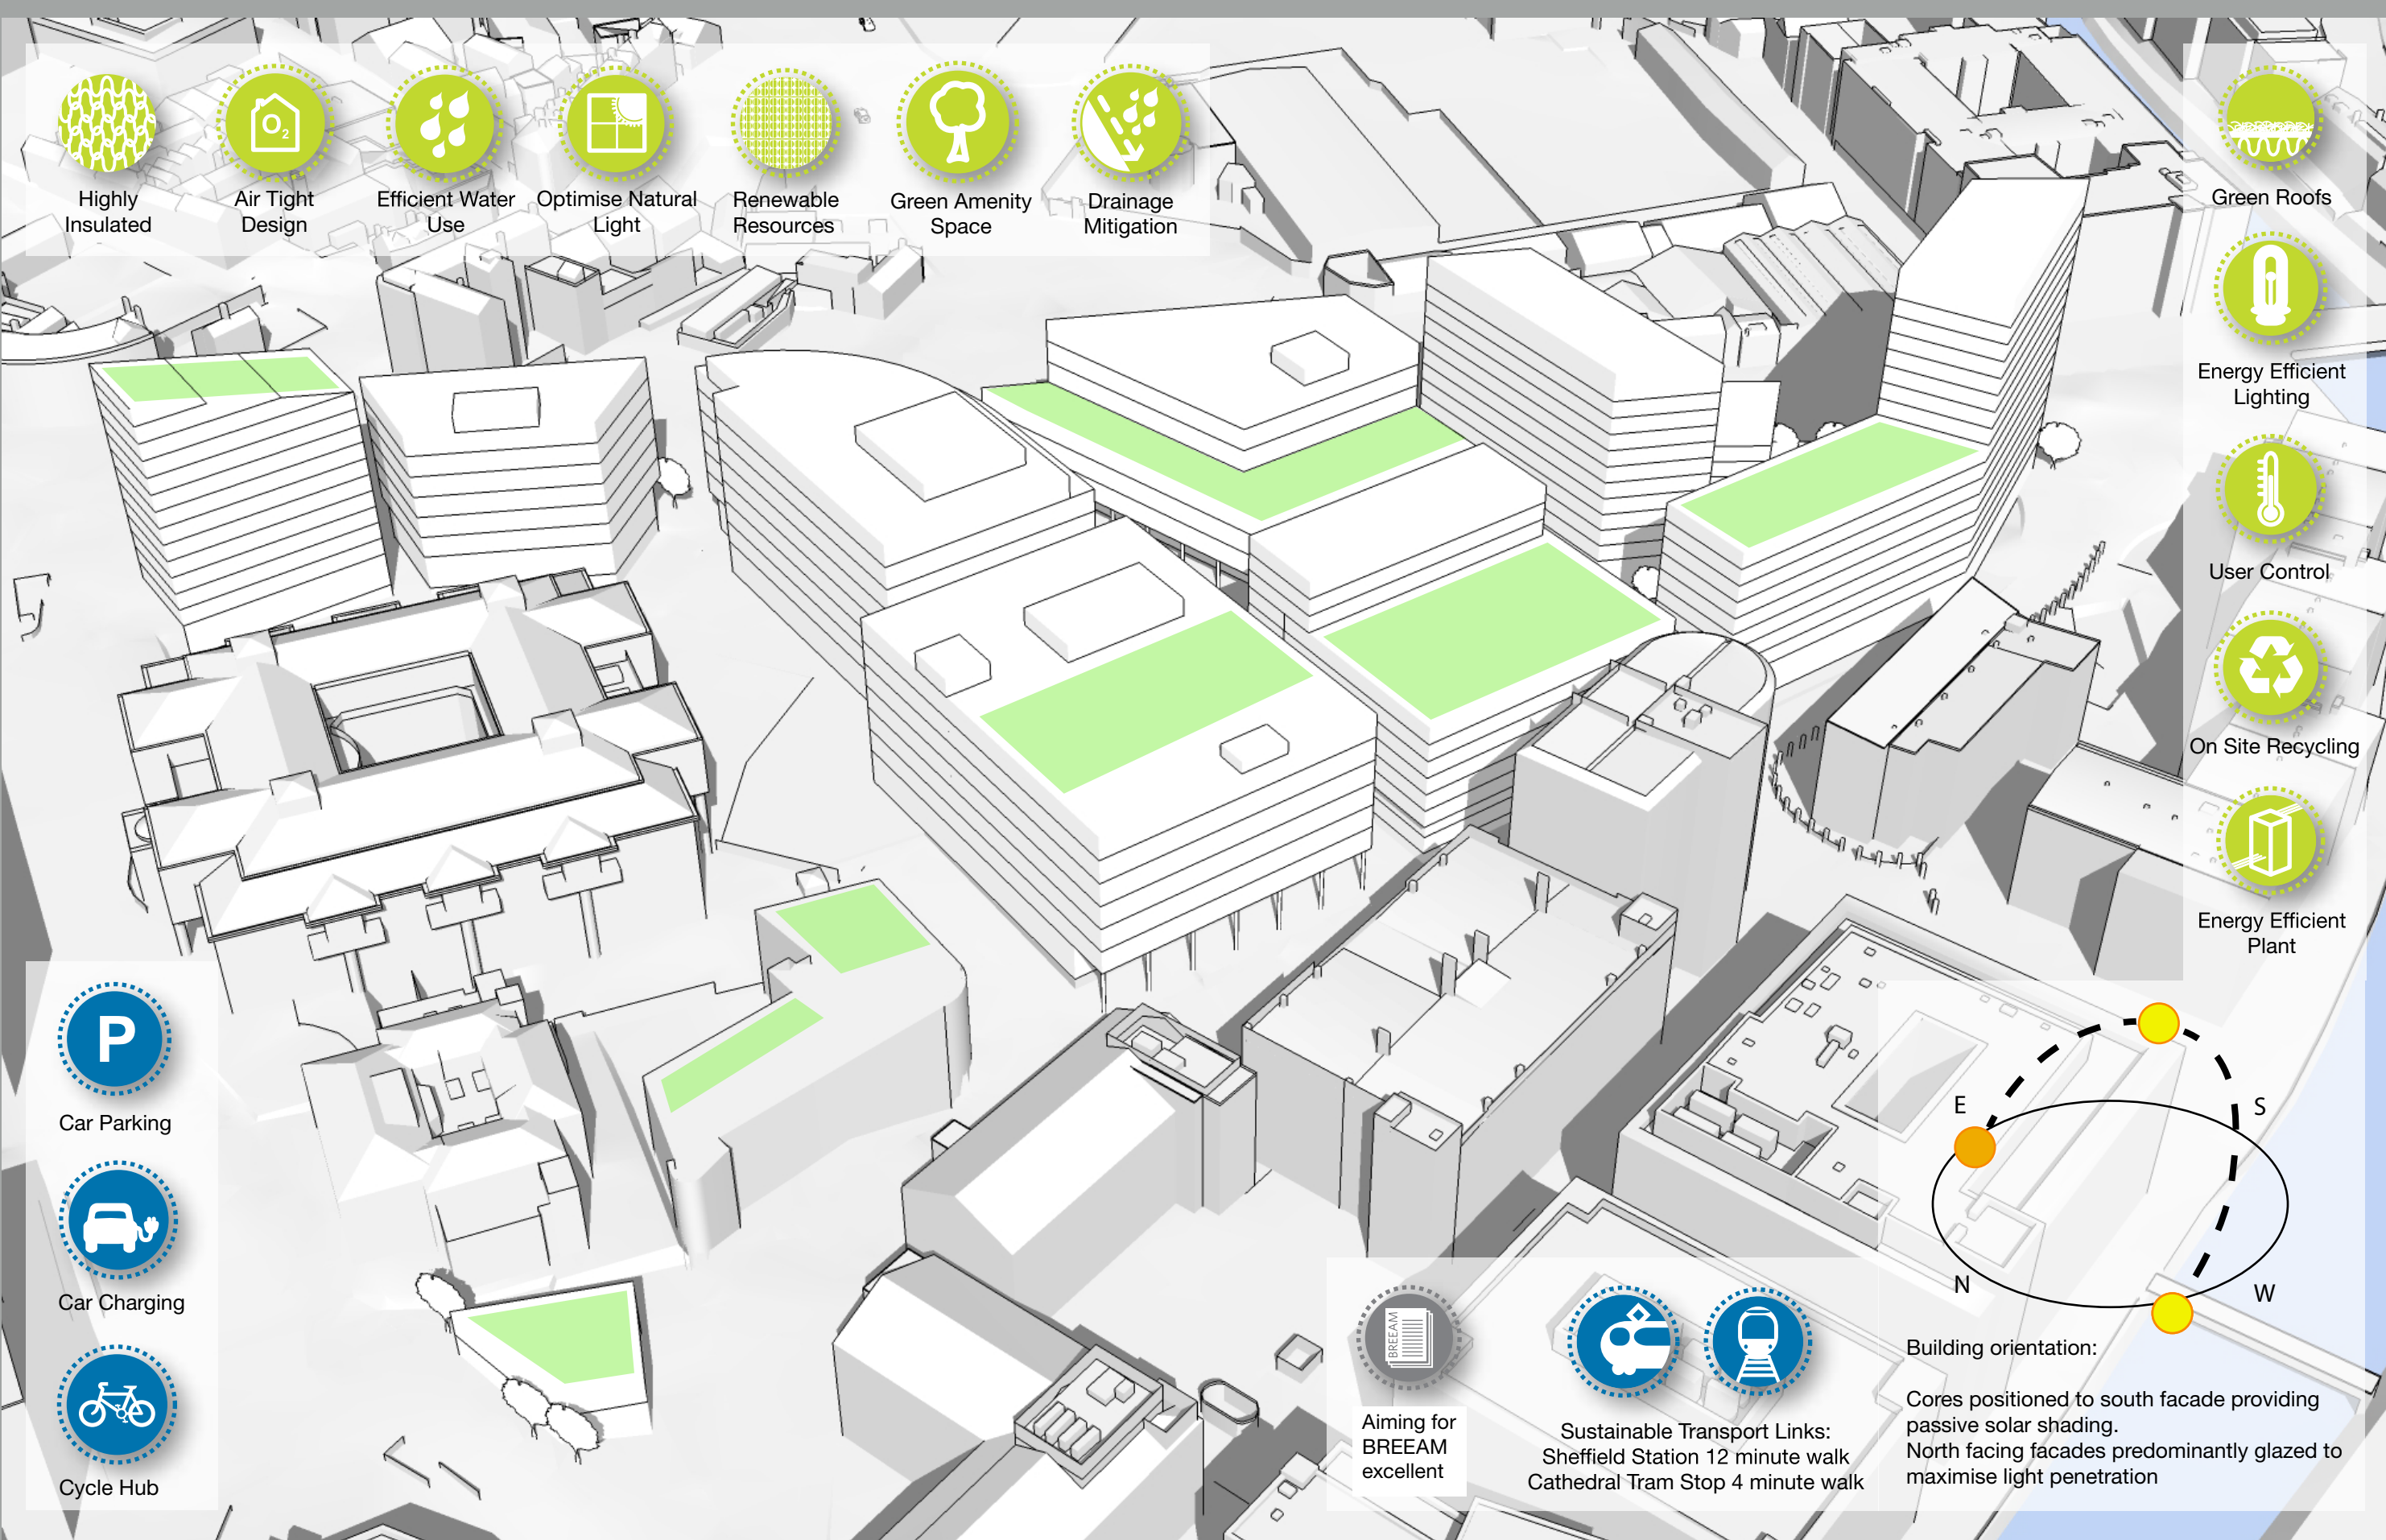 Highly
Insulated
O2
Air Tight
Design
Efficient Water
Use
Optimise Natural
Light
Renewable
Resources
Green Amenity
Space
Drainage
Mitigation
Green Roofs
Energy Efficient
Lighting
User Control
On Site Recycling
Energy Efficient
Plant
P
Car Parking
Car Charging
Cycle Hub
BREEAM
Aiming for
BREEAM
excellent
Sustainable Transport Links:
Sheffield Station 12 minute walk
Cathedral Tram Stop 4 minute walk
E
S
N
W
Building orientation:
Cores positioned to south facade providing
passive solar shading.
North facing facades predominantly glazed to
maximise light penetration